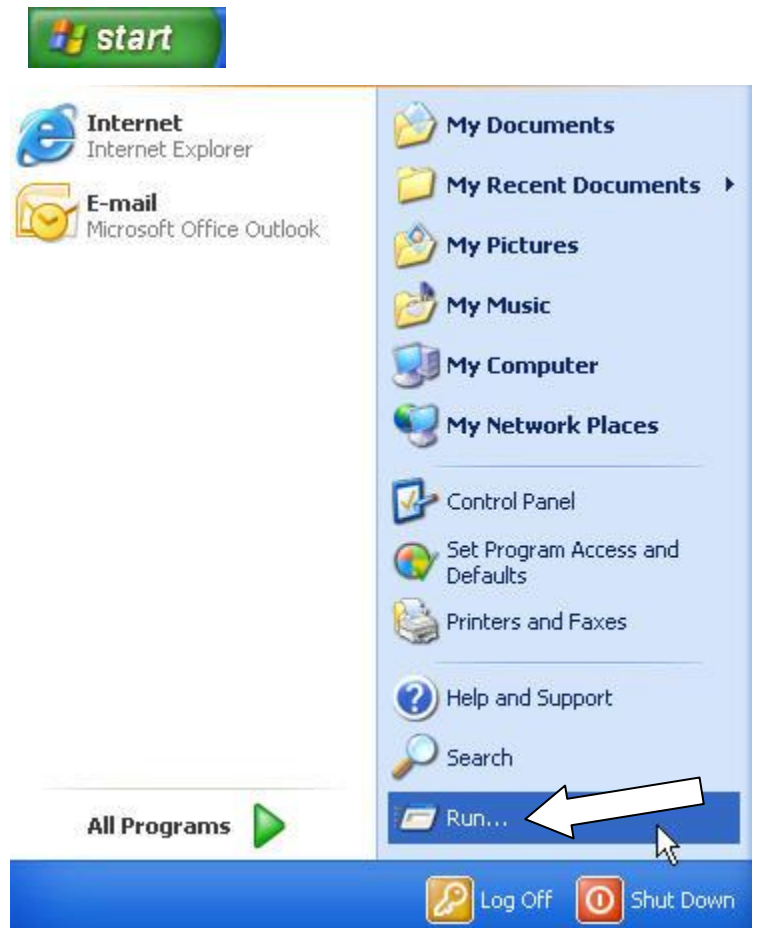 start
Internet
Internet Explorer
E-mail
Microsoft Office Outlook
All Programs
My Documents
My Recent Documents
My Pictures
My Music
My Computer
My Network Places
Control Panel
Set Program Access and
Defaults
Printers and Faxes
Help and Support
Search
Run...
Log Off
Shut Down